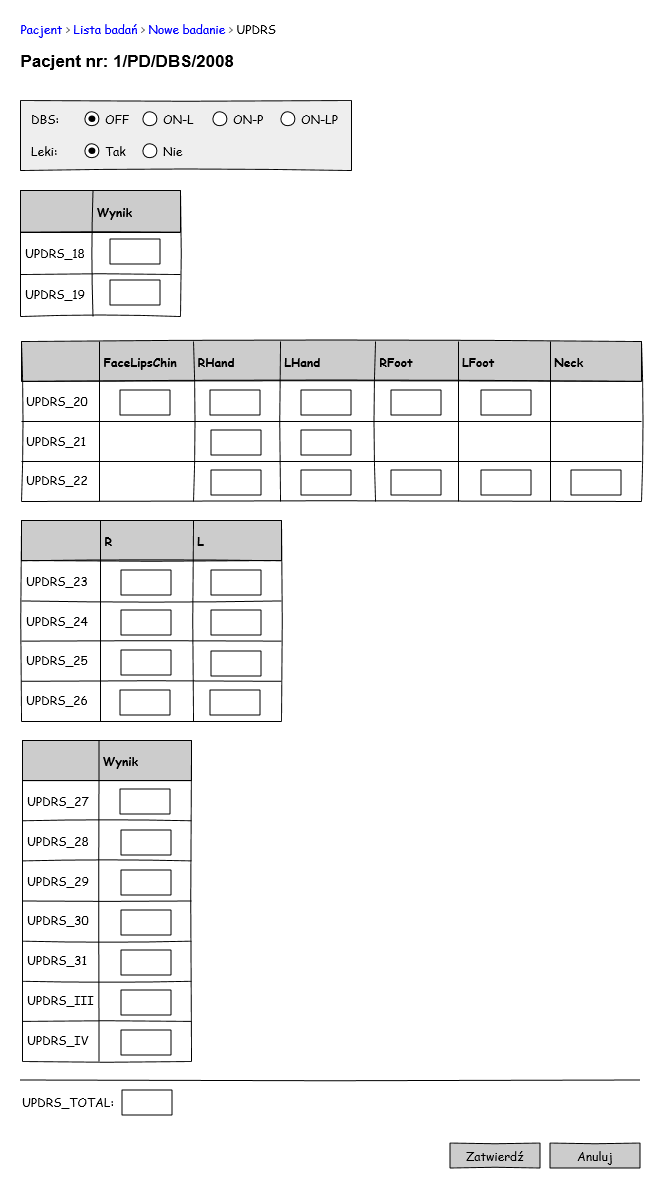 Pacjent > Lista badań > Nowe badanie > UPDRS
Pacjent nr: 1/PD/DBS/2008
DBS: OFF ON-L ON-P ON-LP
Leki: Tak Nie
Wynik
UPDRS_18
UPDRS_19
FaceLipsChin RHand LHand RFoot LFoot Neck
UPDRS_20
UPDRS_21
UPDRS_22
R L
UPDRS_23
UPDRS_24
UPDRS_25
UPDRS_26
Wynik
UPDRS_27
UPDRS_28
UPDRS_29
UPDRS_30
UPDRS_31
UPDRS_III
UPDRS_IV
UPDRS_TOTAL:
Zatwierdź Anuluj